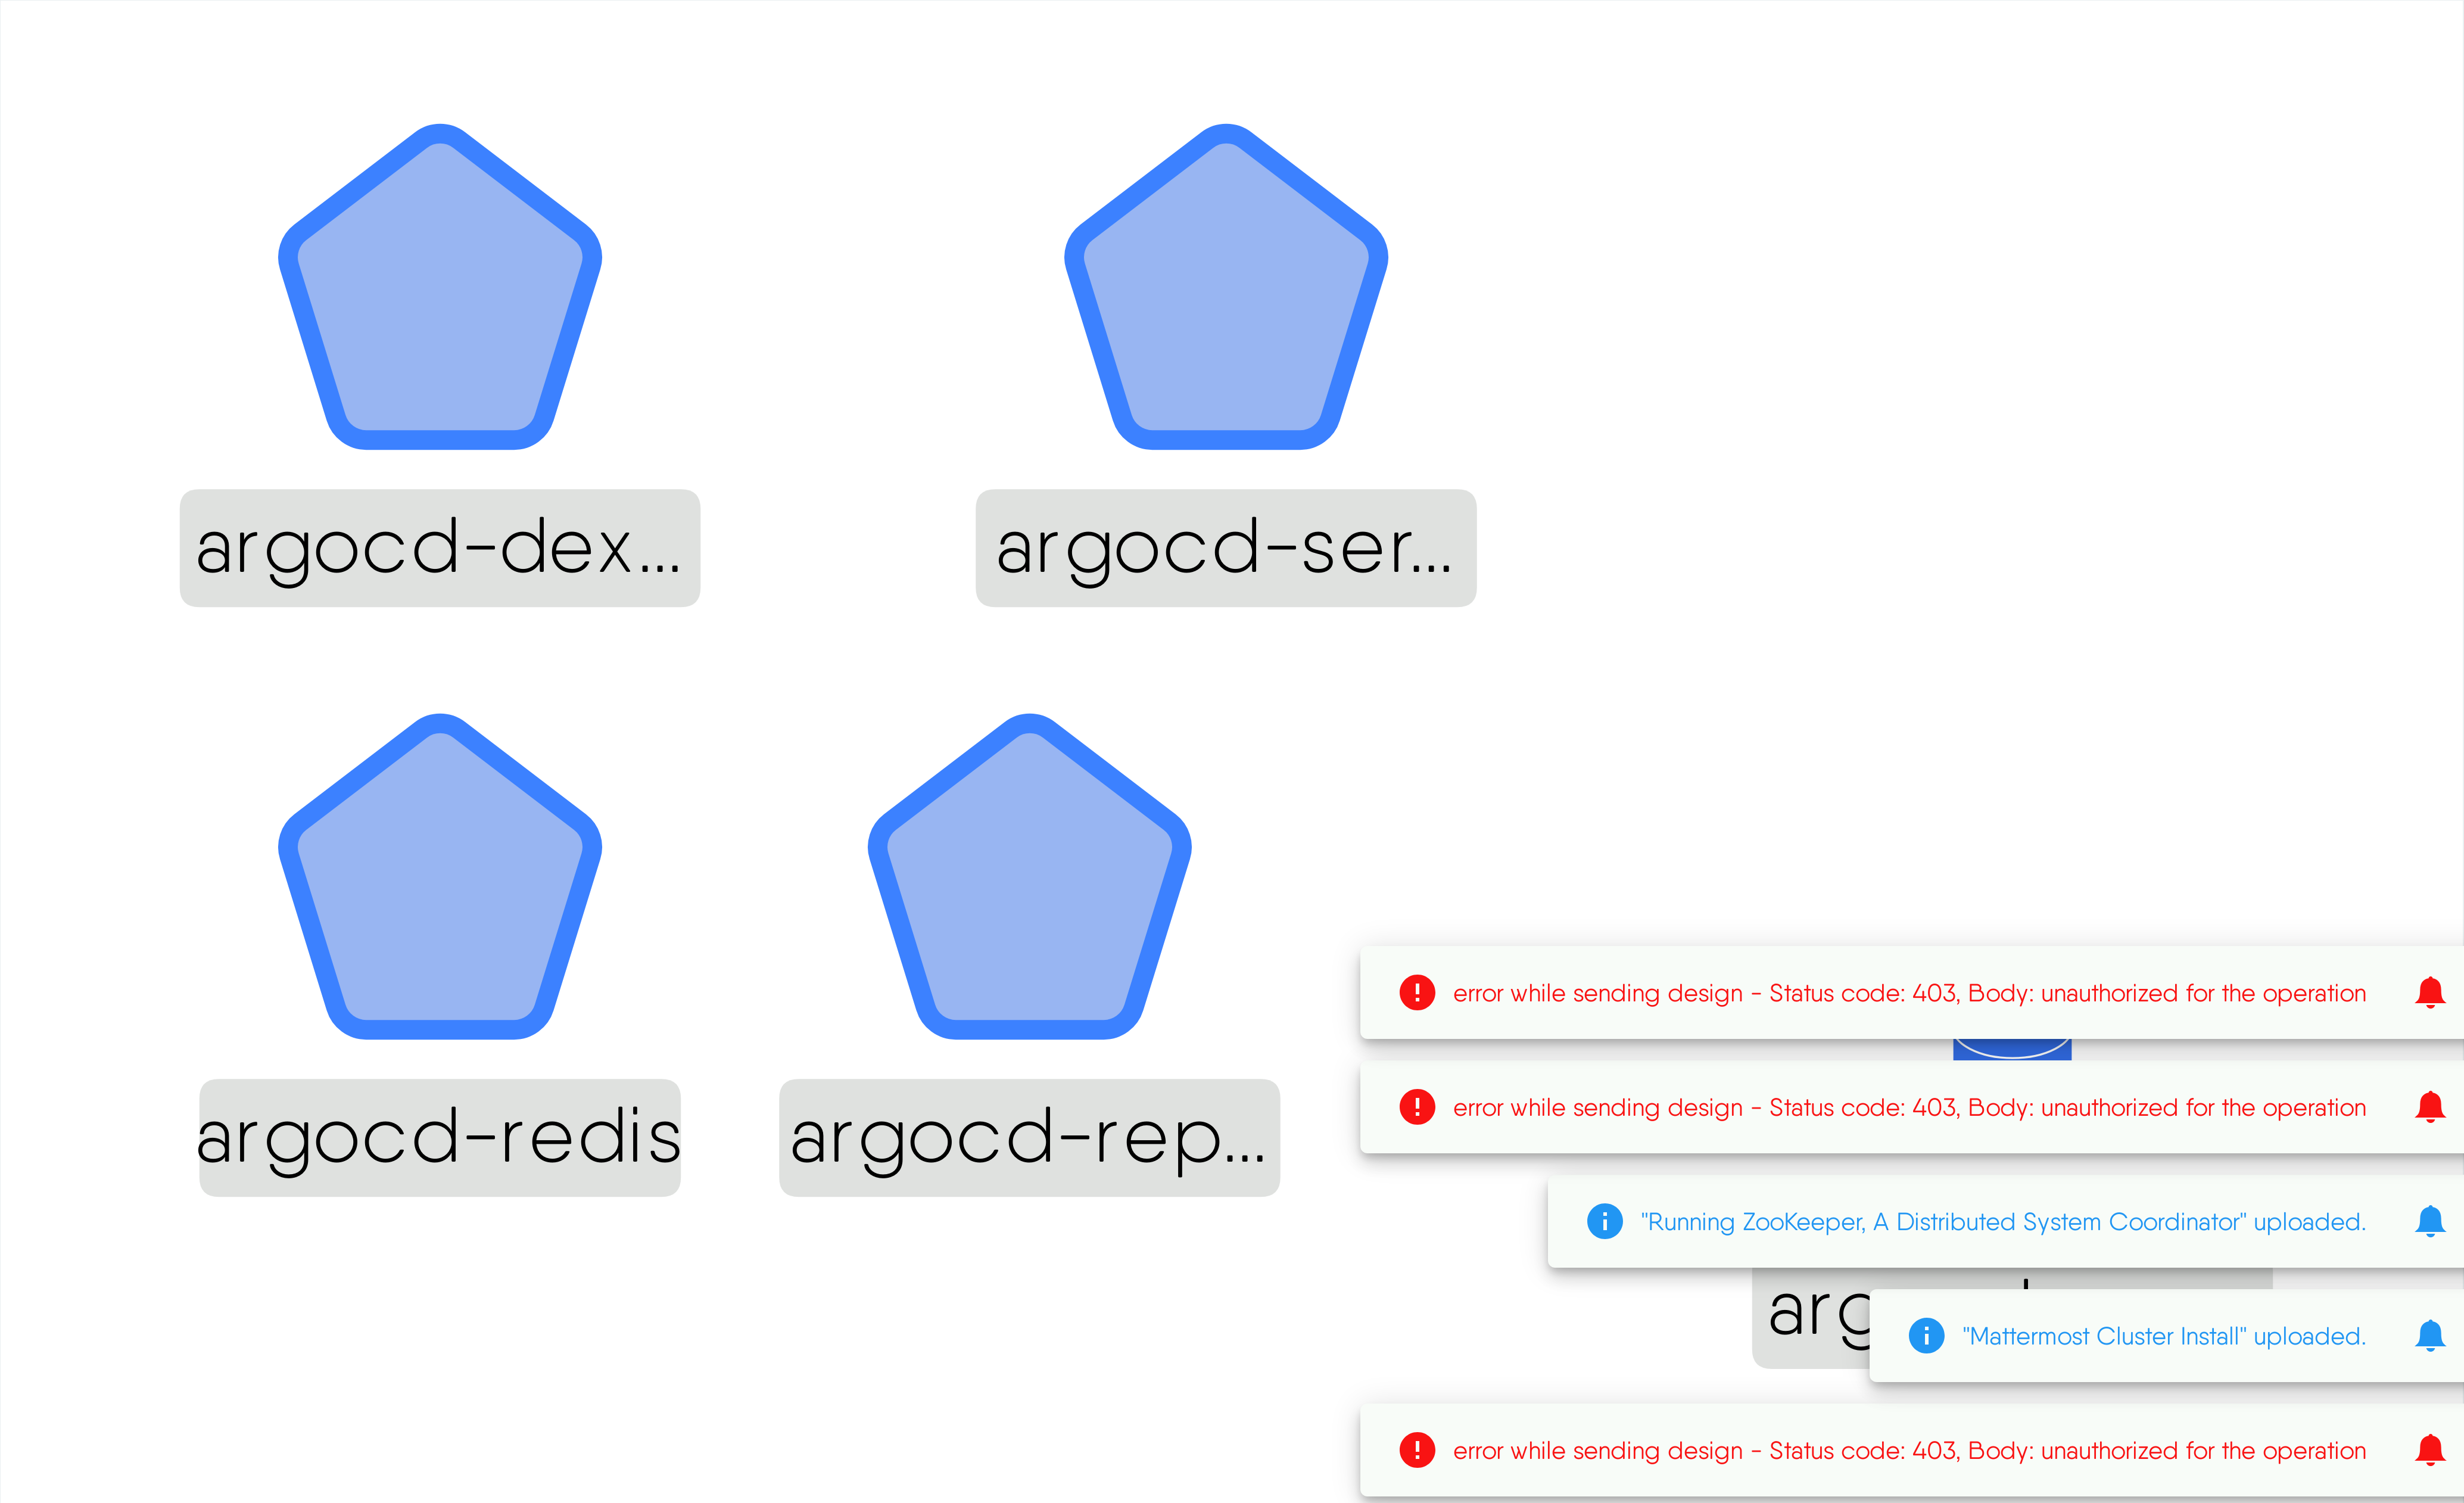 argocd-dex...
argocd-ser...
argocd-redis
argocd-rep...
error while sending design - Status code: 403, Body: unauthorized for the operation
error while sending design - Status code: 403, Body: unauthorized for the operation
"Running ZooKeeper, A Distributed System Coordinator" uploaded.
"Mattermost Cluster Install" uploaded.
error while sending design - Status code: 403, Body: unauthorized for the operation